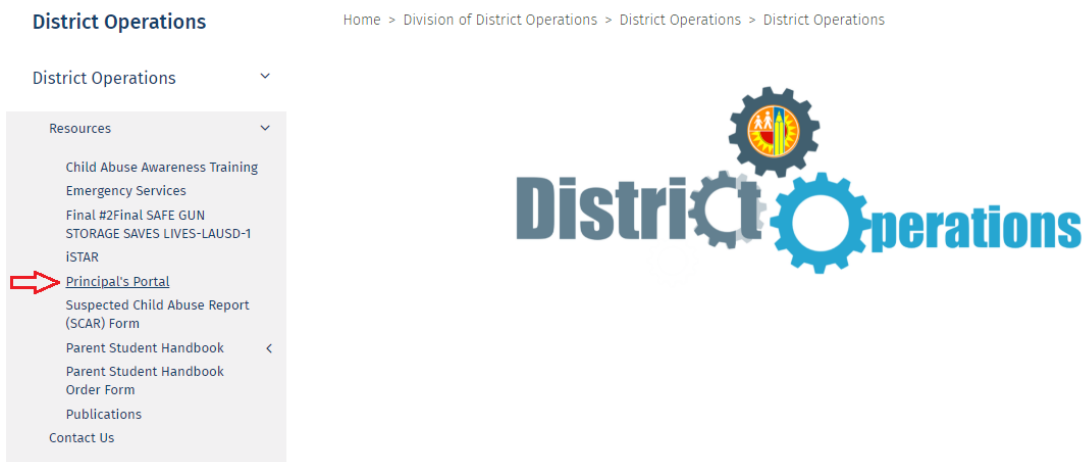 District Operations
Home > Division of District Operations > District Operations > District Operations
District Operations
Resources
Child Abuse Awareness Training
Emergency Services
Final #2Final SAFE GUN
STORAGE SAVES LIVES-LAUSD-1
iSTAR
Principal's Portal
Suspected Child Abuse Report
(SCAR) Form
Parent Student Handbook
Parent Student Handbook
Order Form
Publications
Contact Us
District Operations